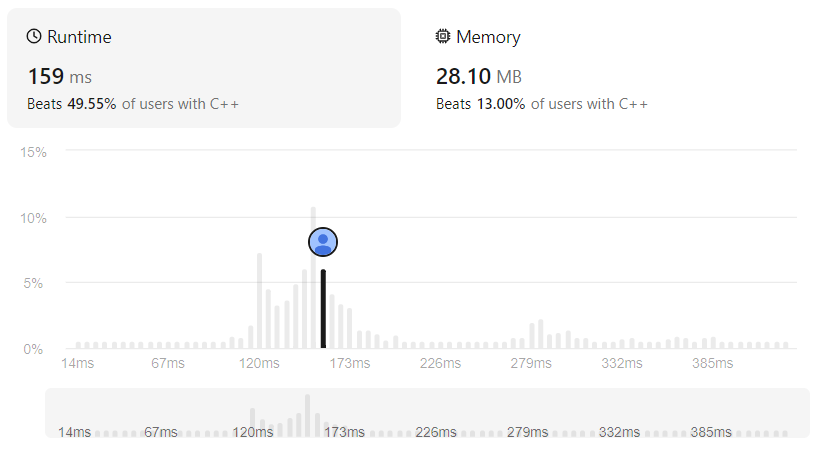 Runtime
159 ms
Beats 49.55% of users with C++
Memory
28.10 MB
Beats 13.00% of users with C++
15%
10%
5%
0%
14ms 67ms 120ms 173ms 226ms 279ms 332ms 385ms
14ms 67ms 120ms 173ms 226ms 279ms 332ms 385ms